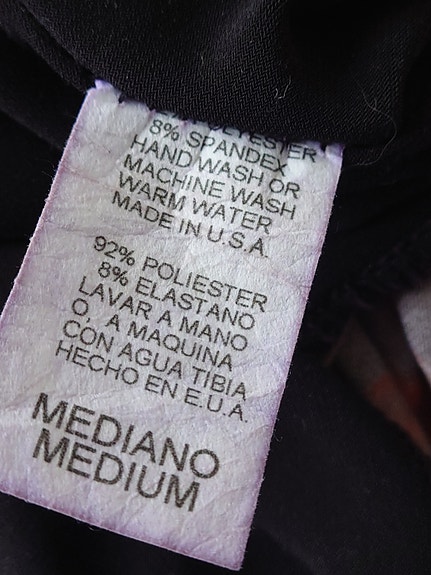 POLYESTER
8% SPANDEX
HAND WASH OR
MACHINE WASH
WARM WATER
MADE IN U.S.A.
92% POLIESTER
8% ELASTANO
LAVAR A MANO
O, A MAQUINA
CON AGUA TIBIA
HECHO EN E.U.A.
MEDIANO
MEDIUM